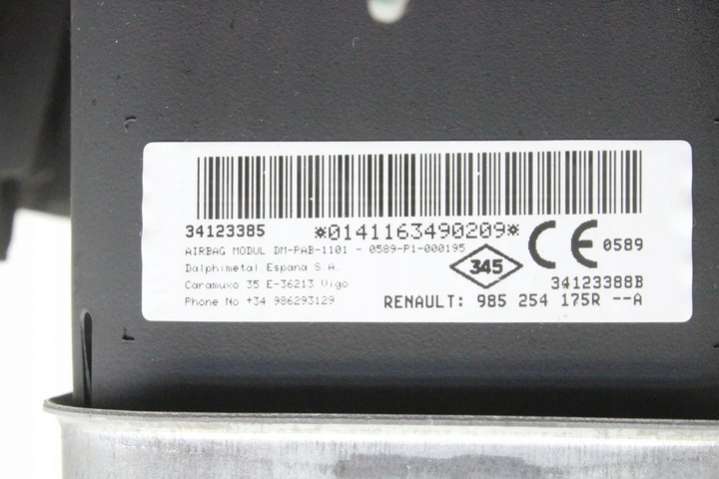 34123385 *0141163490209*
AIRBAG MODUL DM-PAB-1101 - 0589-P1-000195
CE 0589
Dalphimetal Espana S.A.
345
Caramuxo 35 E-36213 Vigo
34123388B
Phone No +34 986293129
RENAULT: 985 254 175R --A